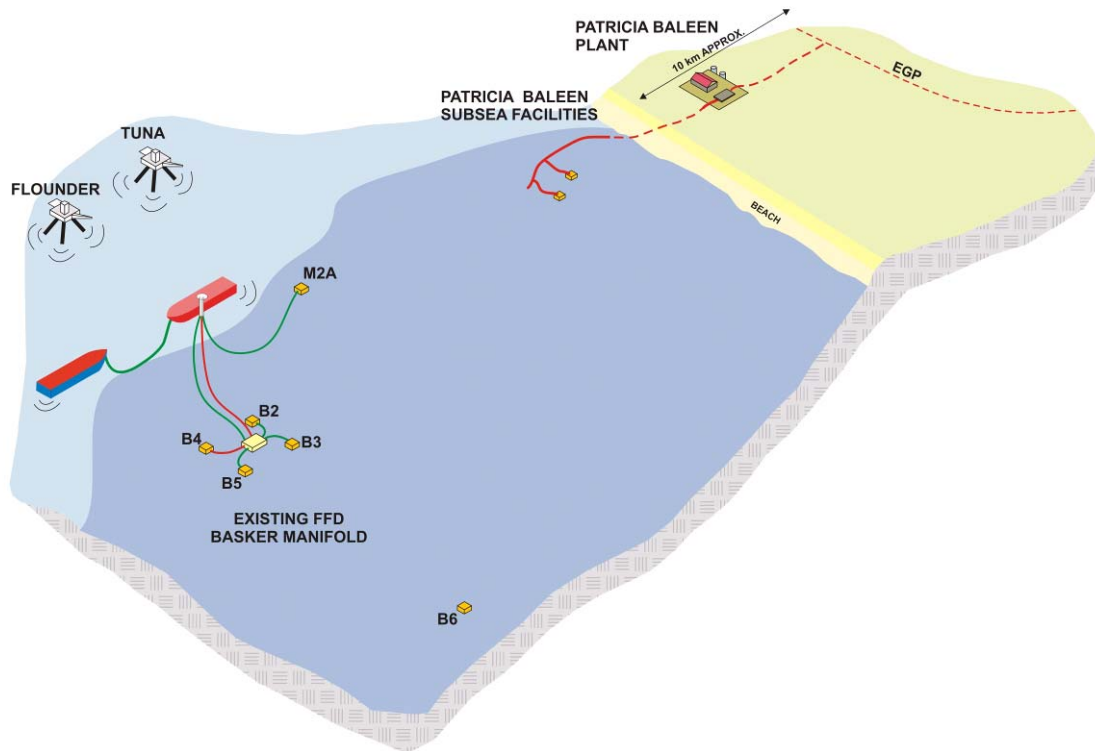 PATRICIA BALEEN
PLANT
10 km APPROX.
EGP
PATRICIA BALEEN
SUBSEA FACILITIES
TUNA
FLOUNDER
BEACH
M2A
B2
B4
B3
B5
EXISTING FFD
BASKER MANIFOLD
B6